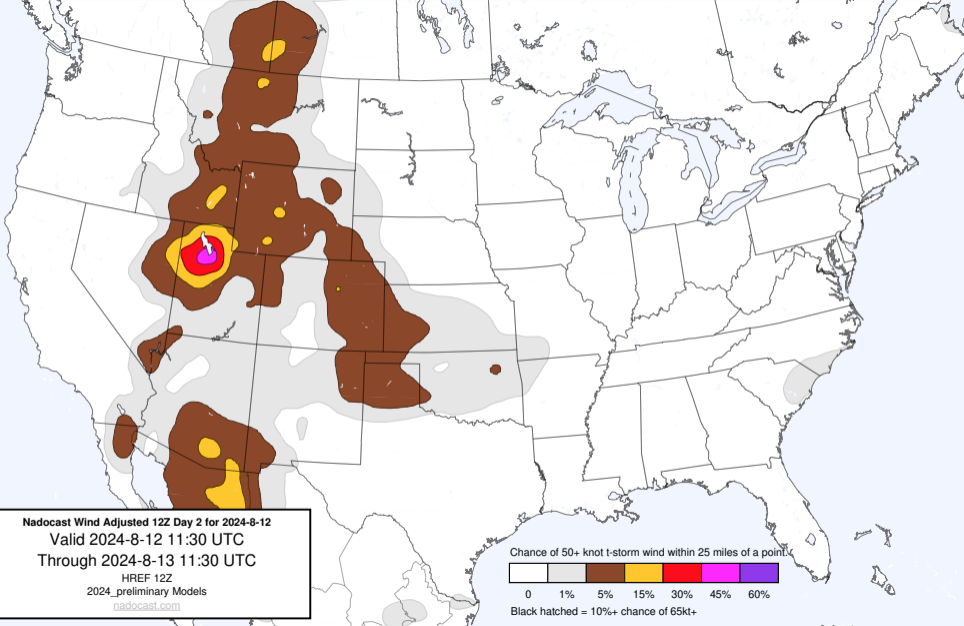 Nadocast Wind Adjusted 12Z Day 2 for 2024-8-12
Valid 2024-8-12 11:30 UTC
Through 2024-8-13 11:30 UTC
HREF 12Z
2024_preliminary Models
nadocast.com
Chance of 50+ knot t-storm wind within 25 miles of a point.
0 1% 5% 15% 30% 45% 60%
Black hatched = 10%+ chance of 65kt+